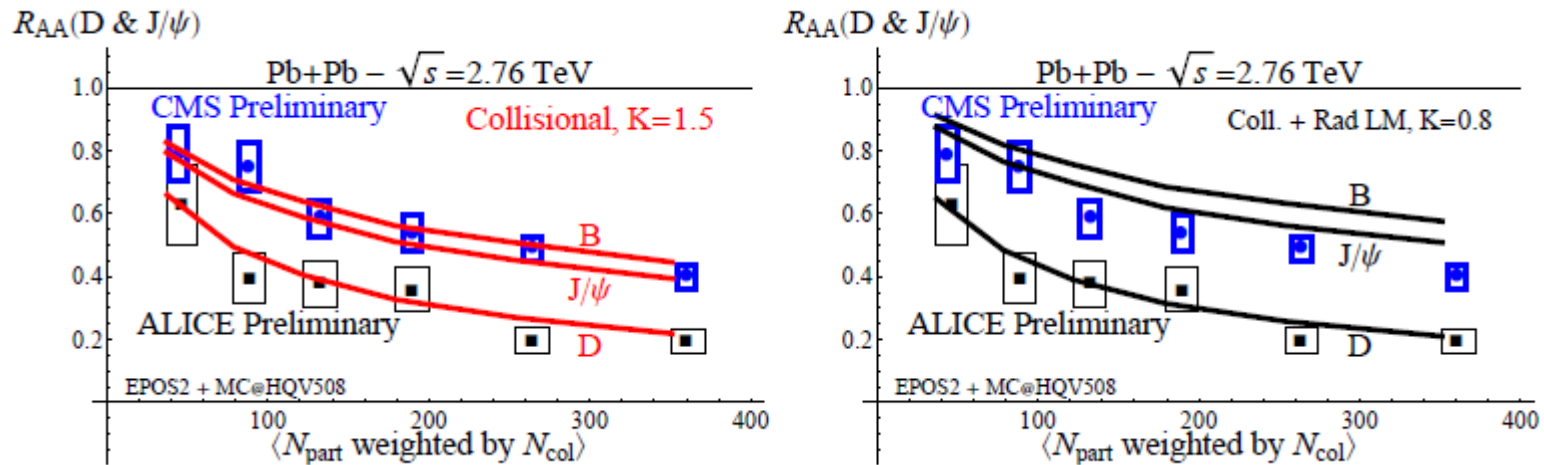 R_AA(D & J/ψ)
Pb+Pb – √s =2.76 TeV
1.0
CMS Preliminary
Collisional, K=1.5
0.8
0.6
B
0.4
J/ψ
ALICE Preliminary
0.2
D
EPOS2 + MC@HQV508
100
200
300
400
⟨N_part weighted by N_col⟩
R_AA(D & J/ψ)
Pb+Pb – √s =2.76 TeV
1.0
CMS Preliminary
Coll. + Rad LM, K=0.8
0.8
0.6
B
J/ψ
0.4
ALICE Preliminary
0.2
D
EPOS2 + MC@HQV508
100
200
300
400
⟨N_part weighted by N_col⟩